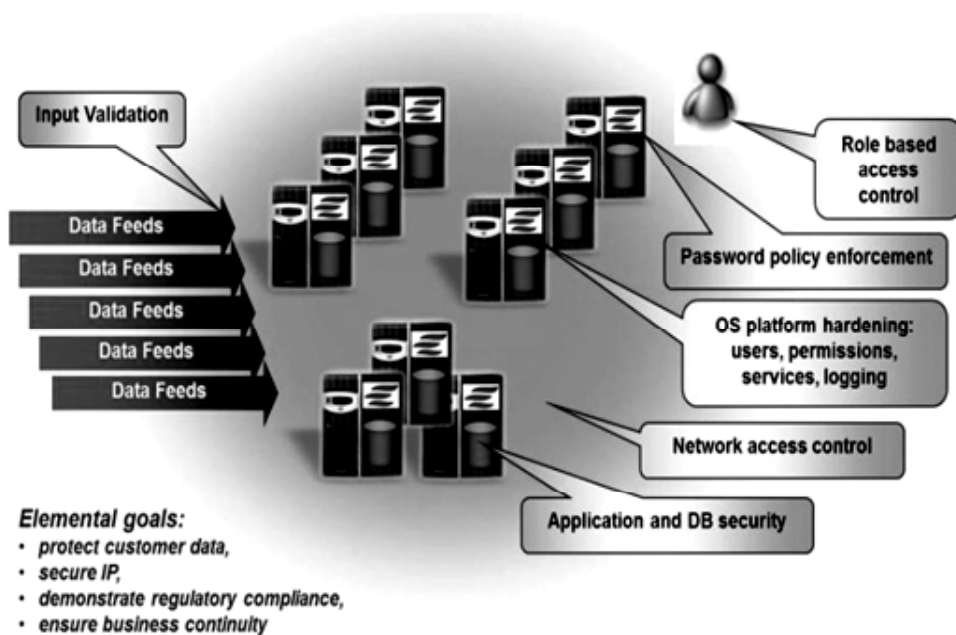 Input Validation
Data Feeds
Data Feeds
Data Feeds
Data Feeds
Data Feeds
Role based
access
control
Password policy enforcement
OS platform hardening:
users, permissions,
services, logging
Network access control
Application and DB security
Elemental goals:
• protect customer data,
• secure IP,
• demonstrate regulatory compliance,
• ensure business continuity